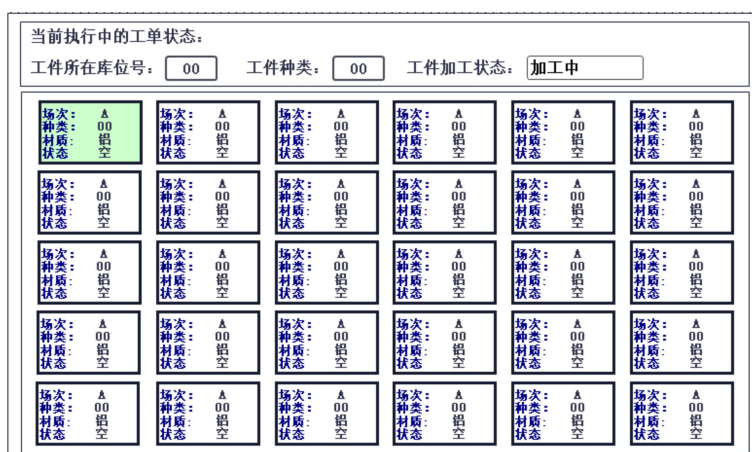 当前执行中的工单状态:
工件所在库位号: 00 工件种类: 00 工件加工状态: 加工中
场次: A 场次: A 场次: A 场次: A 场次: A 场次: A
种类: 00 种类: 00 种类: 00 种类: 00 种类: 00 种类: 00
材质: 铝 材质: 铝 材质: 铝 材质: 铝 材质: 铝 材质: 铝
状态 空 状态 空 状态 空 状态 空 状态 空 状态 空
场次: A 场次: A 场次: A 场次: A 场次: A 场次: A
种类: 00 种类: 00 种类: 00 种类: 00 种类: 00 种类: 00
材质: 铝 材质: 铝 材质: 铝 材质: 铝 材质: 铝 材质: 铝
状态 空 状态 空 状态 空 状态 空 状态 空 状态 空
场次: A 场次: A 场次: A 场次: A 场次: A 场次: A
种类: 00 种类: 00 种类: 00 种类: 00 种类: 00 种类: 00
材质: 铝 材质: 铝 材质: 铝 材质: 铝 材质: 铝 材质: 铝
状态 空 状态 空 状态 空 状态 空 状态 空 状态 空
场次: A 场次: A 场次: A 场次: A 场次: A 场次: A
种类: 00 种类: 00 种类: 00 种类: 00 种类: 00 种类: 00
材质: 铝 材质: 铝 材质: 铝 材质: 铝 材质: 铝 材质: 铝
状态 空 状态 空 状态 空 状态 空 状态 空 状态 空
场次: A 场次: A 场次: A 场次: A 场次: A 场次: A
种类: 00 种类: 00 种类: 00 种类: 00 种类: 00 种类: 00
材质: 铝 材质: 铝 材质: 铝 材质: 铝 材质: 铝 材质: 铝
状态 空 状态 空 状态 空 状态 空 状态 空 状态 空